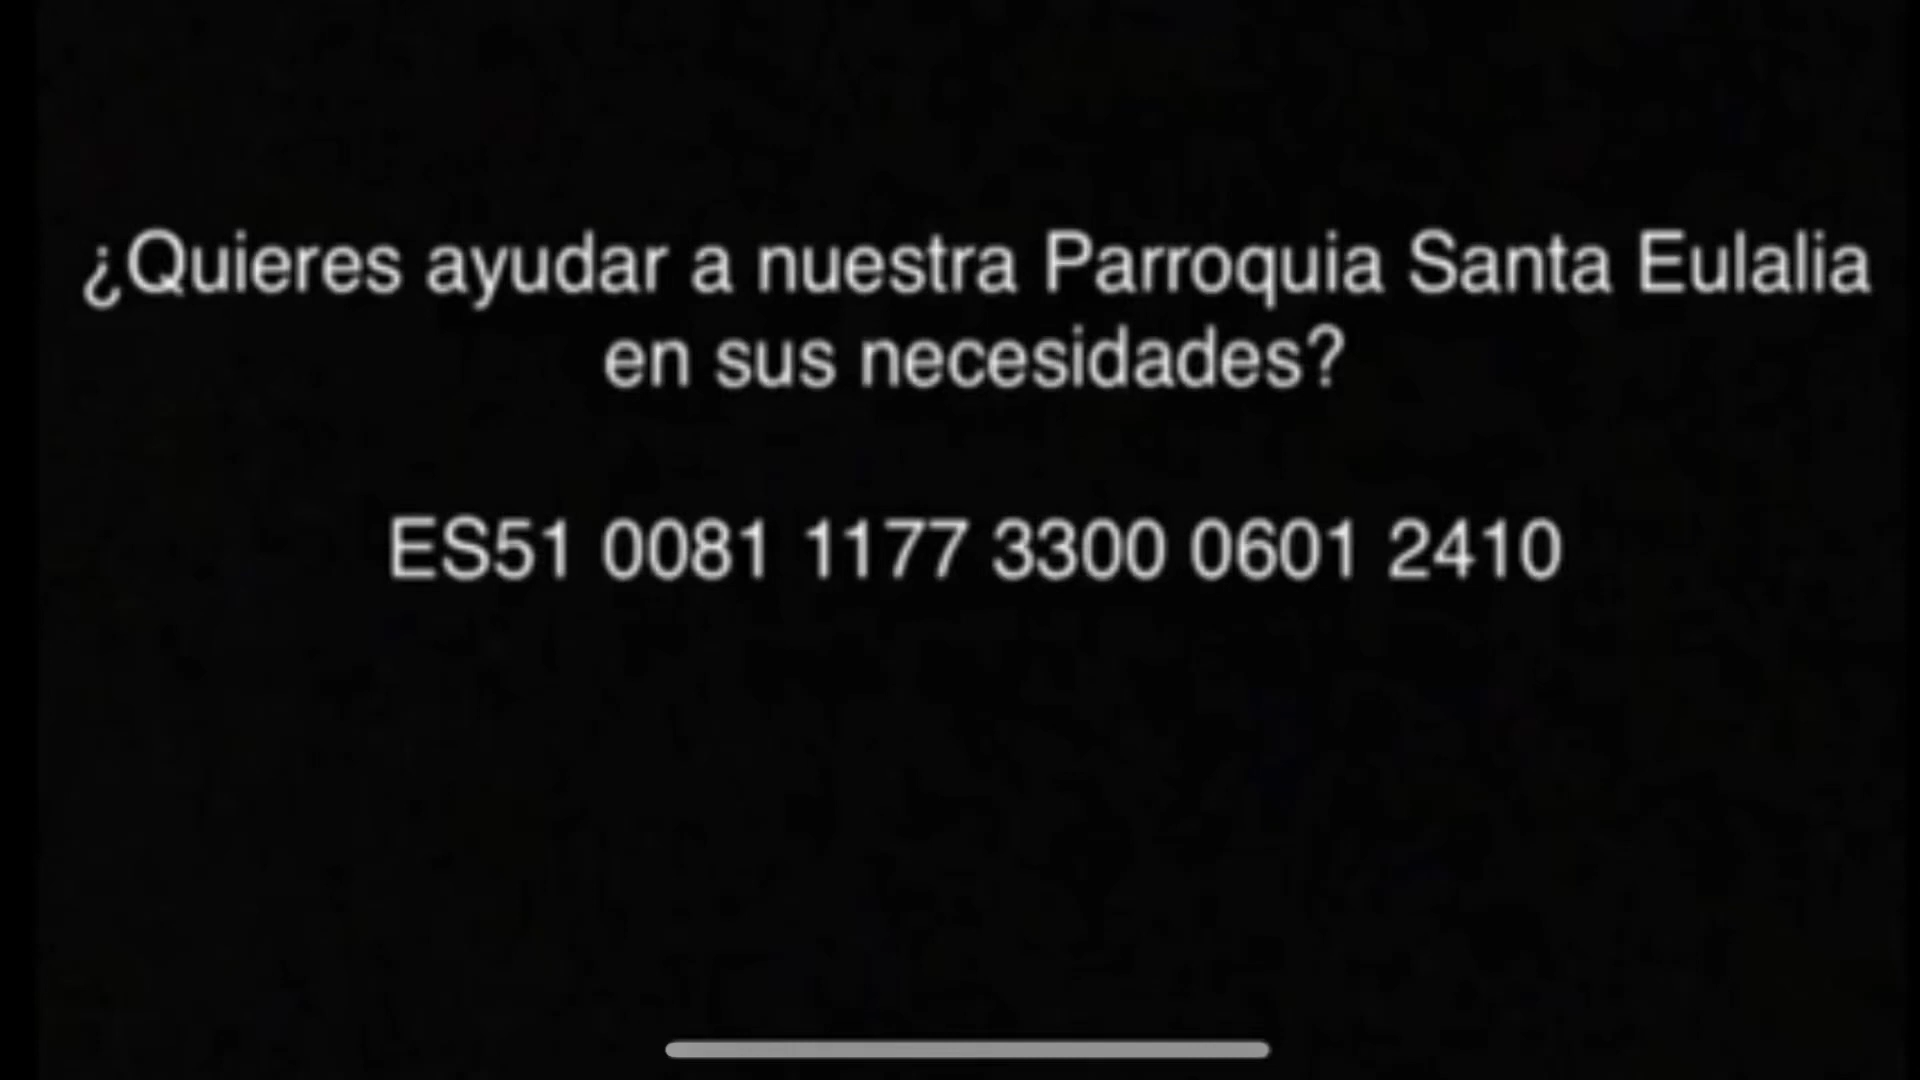 ¿Quieres ayudar a nuestra Parroquia Santa Eulalia
en sus necesidades?
ES51 0081 1177 3300 0601 2410